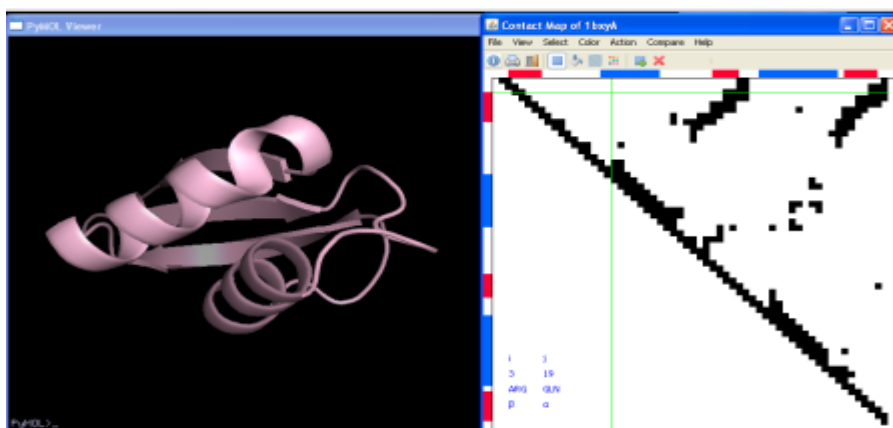 PyMOL Viewer
Contact Map of 1bxyA
File View Select Color Action Compare Help
i j
3 19
ARG GLN
β α
PyMOL>_